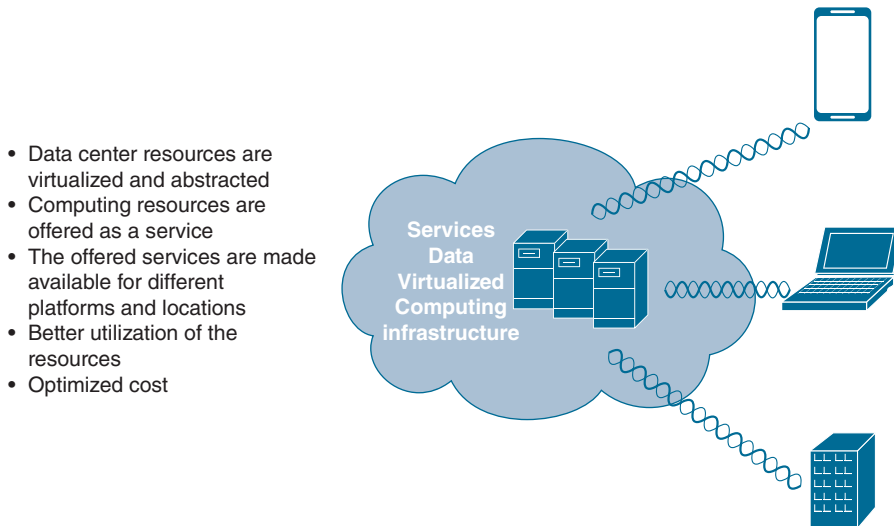 • Data center resources are
virtualized and abstracted
• Computing resources are
offered as a service
• The offered services are made
available for different
platforms and locations
• Better utilization of the
resources
• Optimized cost
Services
Data
Virtualized
Computing
infrastructure